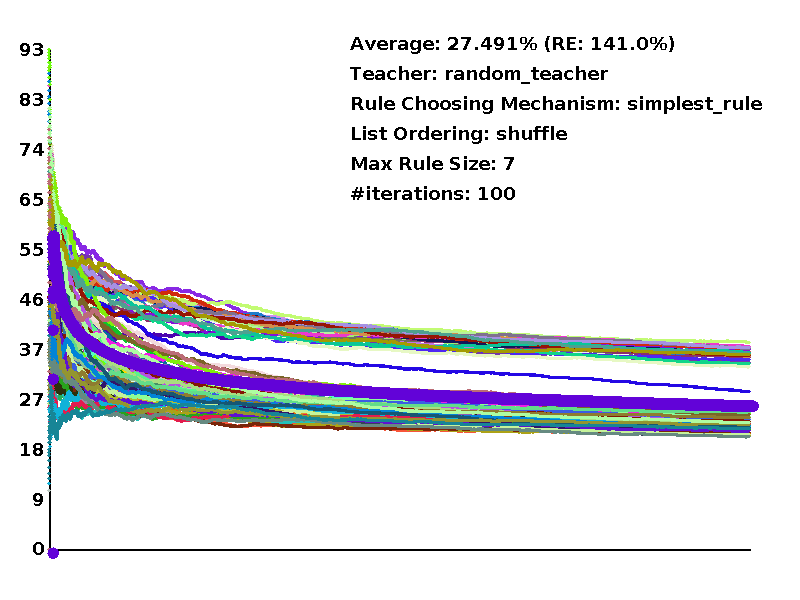 Average: 27.491% (RE: 141.0%)
Teacher: random_teacher
Rule Choosing Mechanism: simplest_rule
List Ordering: shuffle
Max Rule Size: 7
#iterations: 100
93
83
74
65
55
46
37
27
18
9
0